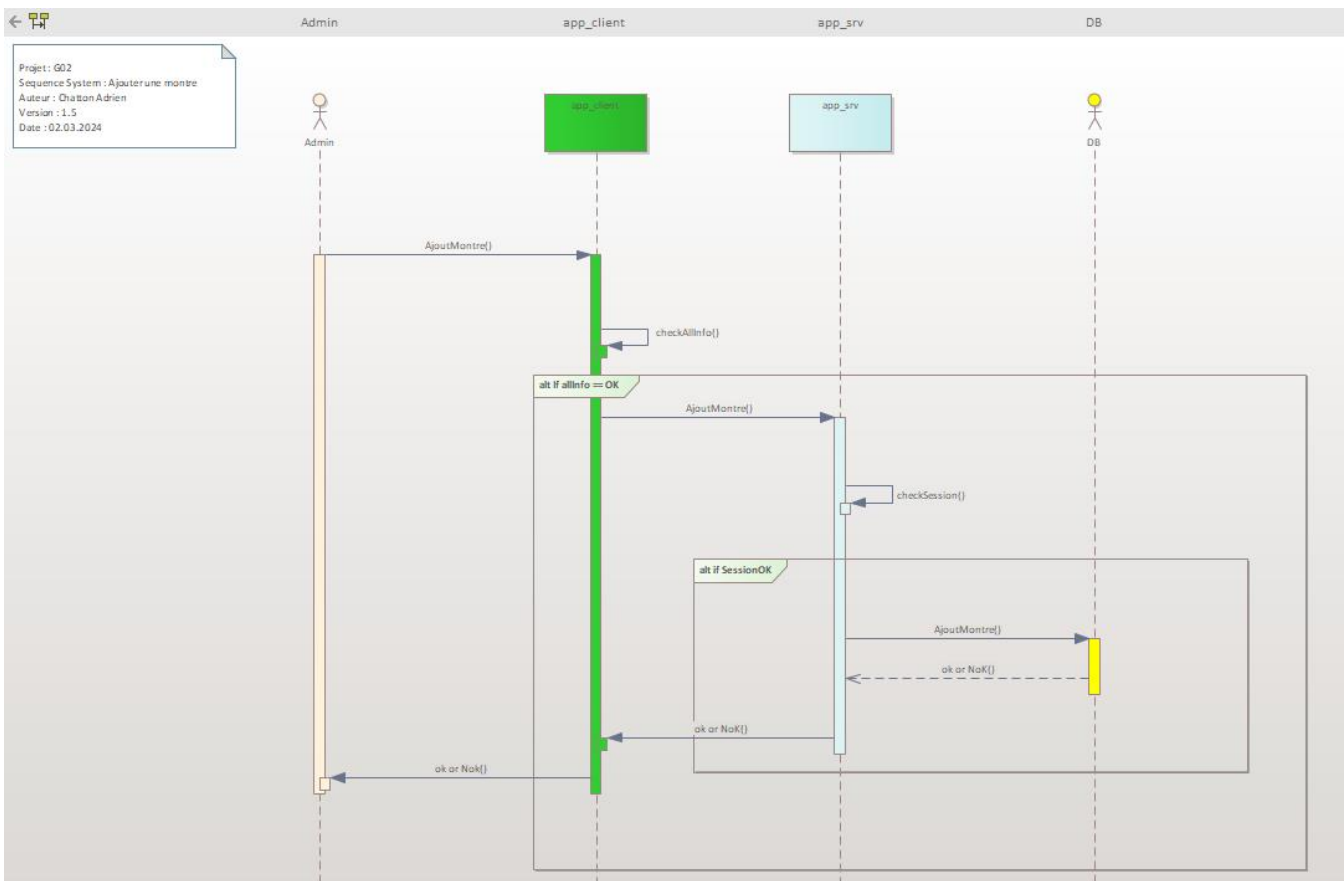 Admin
app_client
app_srv
DB
Projet : G02
Sequence System : Ajouter une montre
Auteur : Chatton Adrien
Version : 1.5
Date : 02.03.2024
app_client
app_srv
Admin
DB
AjoutMontre()
checkAllInfo()
alt If allInfo == OK
AjoutMontre()
checkSession()
alt if SessionOK
AjoutMontre()
ok or NoK()
ok or NoK()
ok or Nok()